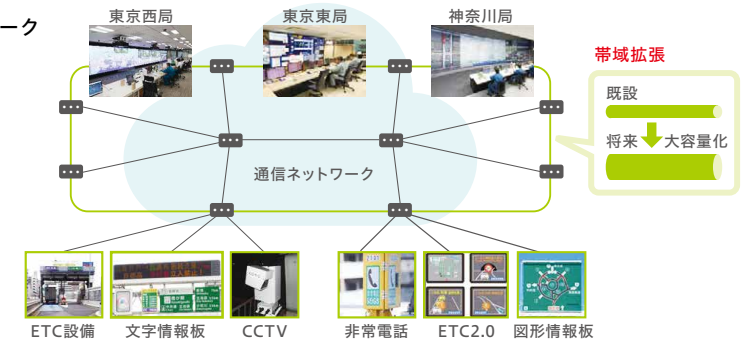 ーク
東京西局
東京東局
神奈川局
帯域拡張
既設
将来 大容量化
通信ネットワーク
ETC設備
文字情報板
CCTV
非常電話
ETC2.0
図形情報板